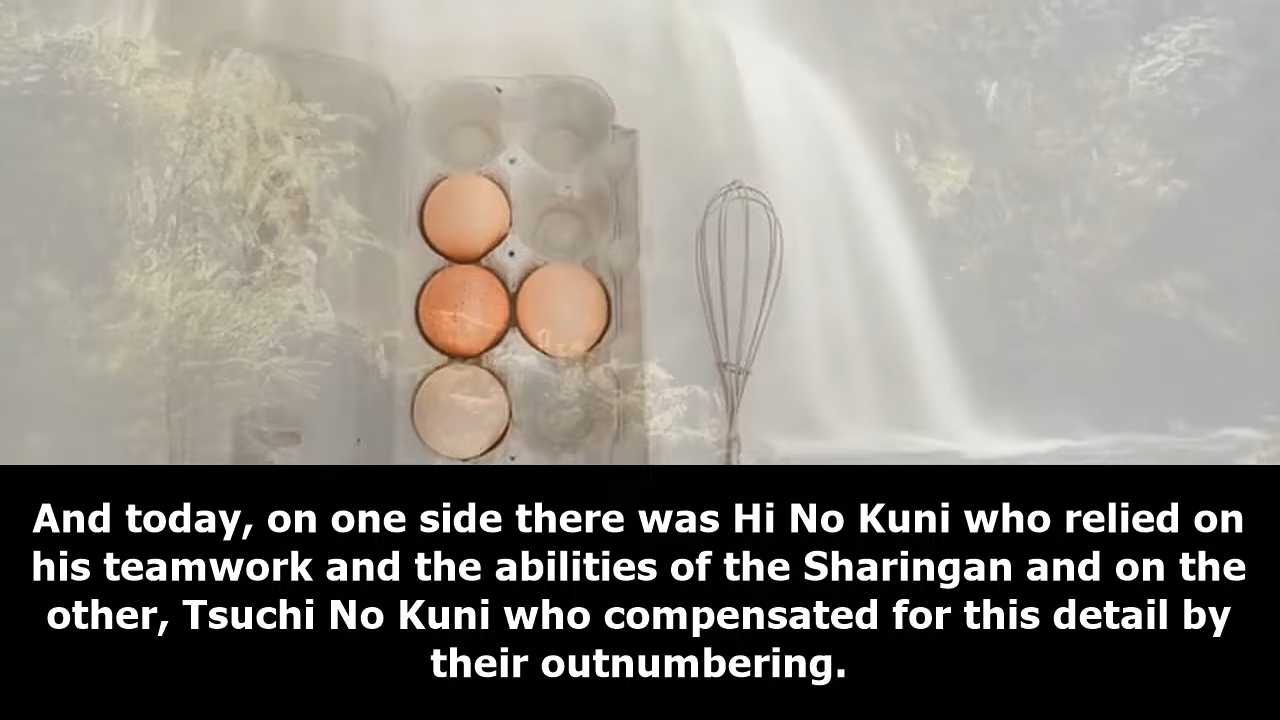 And today, on one side there was Hi No Kuni who relied on
his teamwork and the abilities of the Sharingan and on the
other, Tsuchi No Kuni who compensated for this detail by
their outnumbering.